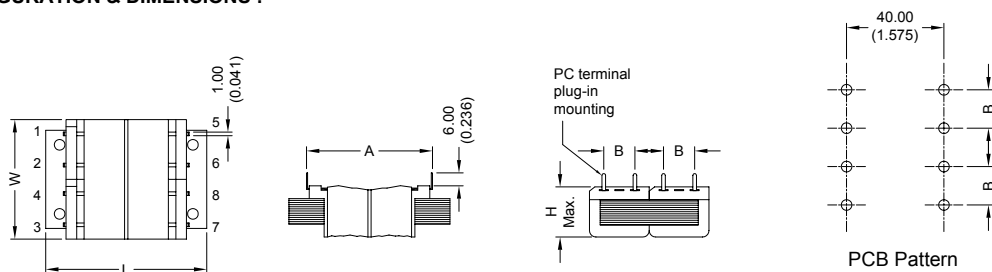 GURATION & DIMENSIONS :
1
2
4
3
5
6
8
7
W
L
1.00
(0.041)
A
6.00
(0.236)
PC terminal
plug-in
mounting
B
B
H
Max.
40.00
(1.575)
B
B
PCB Pattern